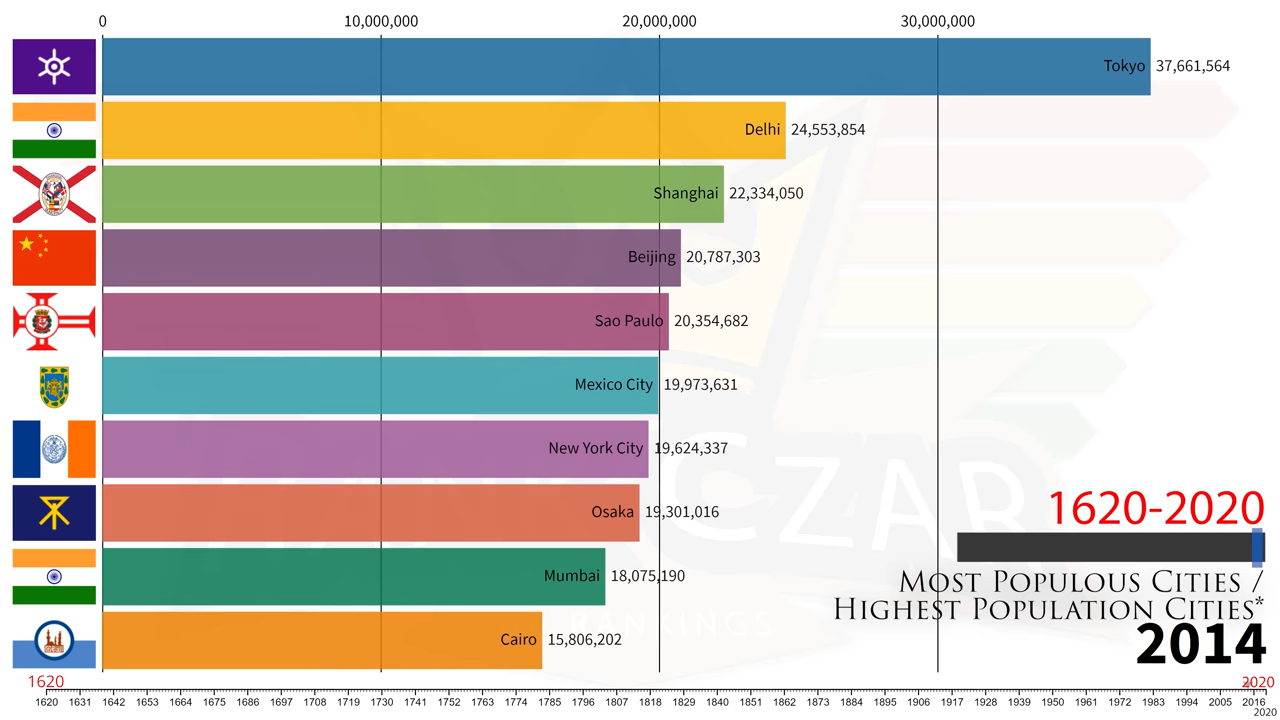 0 10,000,000 20,000,000 30,000,000
Tokyo 37,661,564
Delhi 24,553,854
Shanghai 22,334,050
Beijing 20,787,303
Sao Paulo 20,354,682
Mexico City 19,973,631
New York City 19,624,337
Osaka 19,301,016
Mumbai 18,075,190
Cairo 15,806,202
CZAR
RANKINGS
1620-2020
Most Populous Cities /
Highest Population Cities*
2014
1620 2020
1620 1631 1642 1653 1664 1675 1686 1697 1708 1719 1730 1741 1752 1763 1774 1785 1796 1807 1818 1829 1840 1851 1862 1873 1884 1895 1906 1917 1928 1939 1950 1961 1972 1983 1994 2005 2016
2020